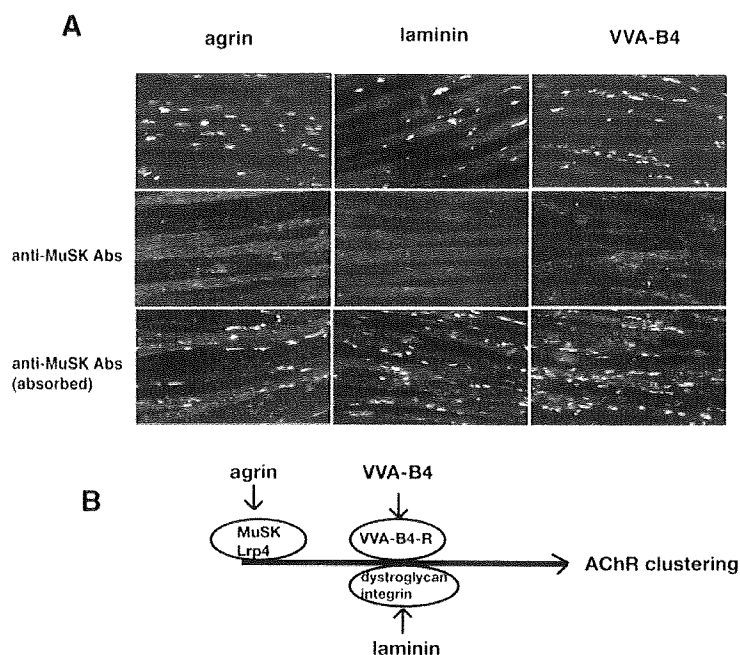 A
agrin
laminin
VVA-B4
anti-MuSK Abs
anti-MuSK Abs
(absorbed)
B
agrin
VVA-B4
MuSK
Lrp4
VVA-B4-R
AChR clustering
dystroglycan
integrin
laminin